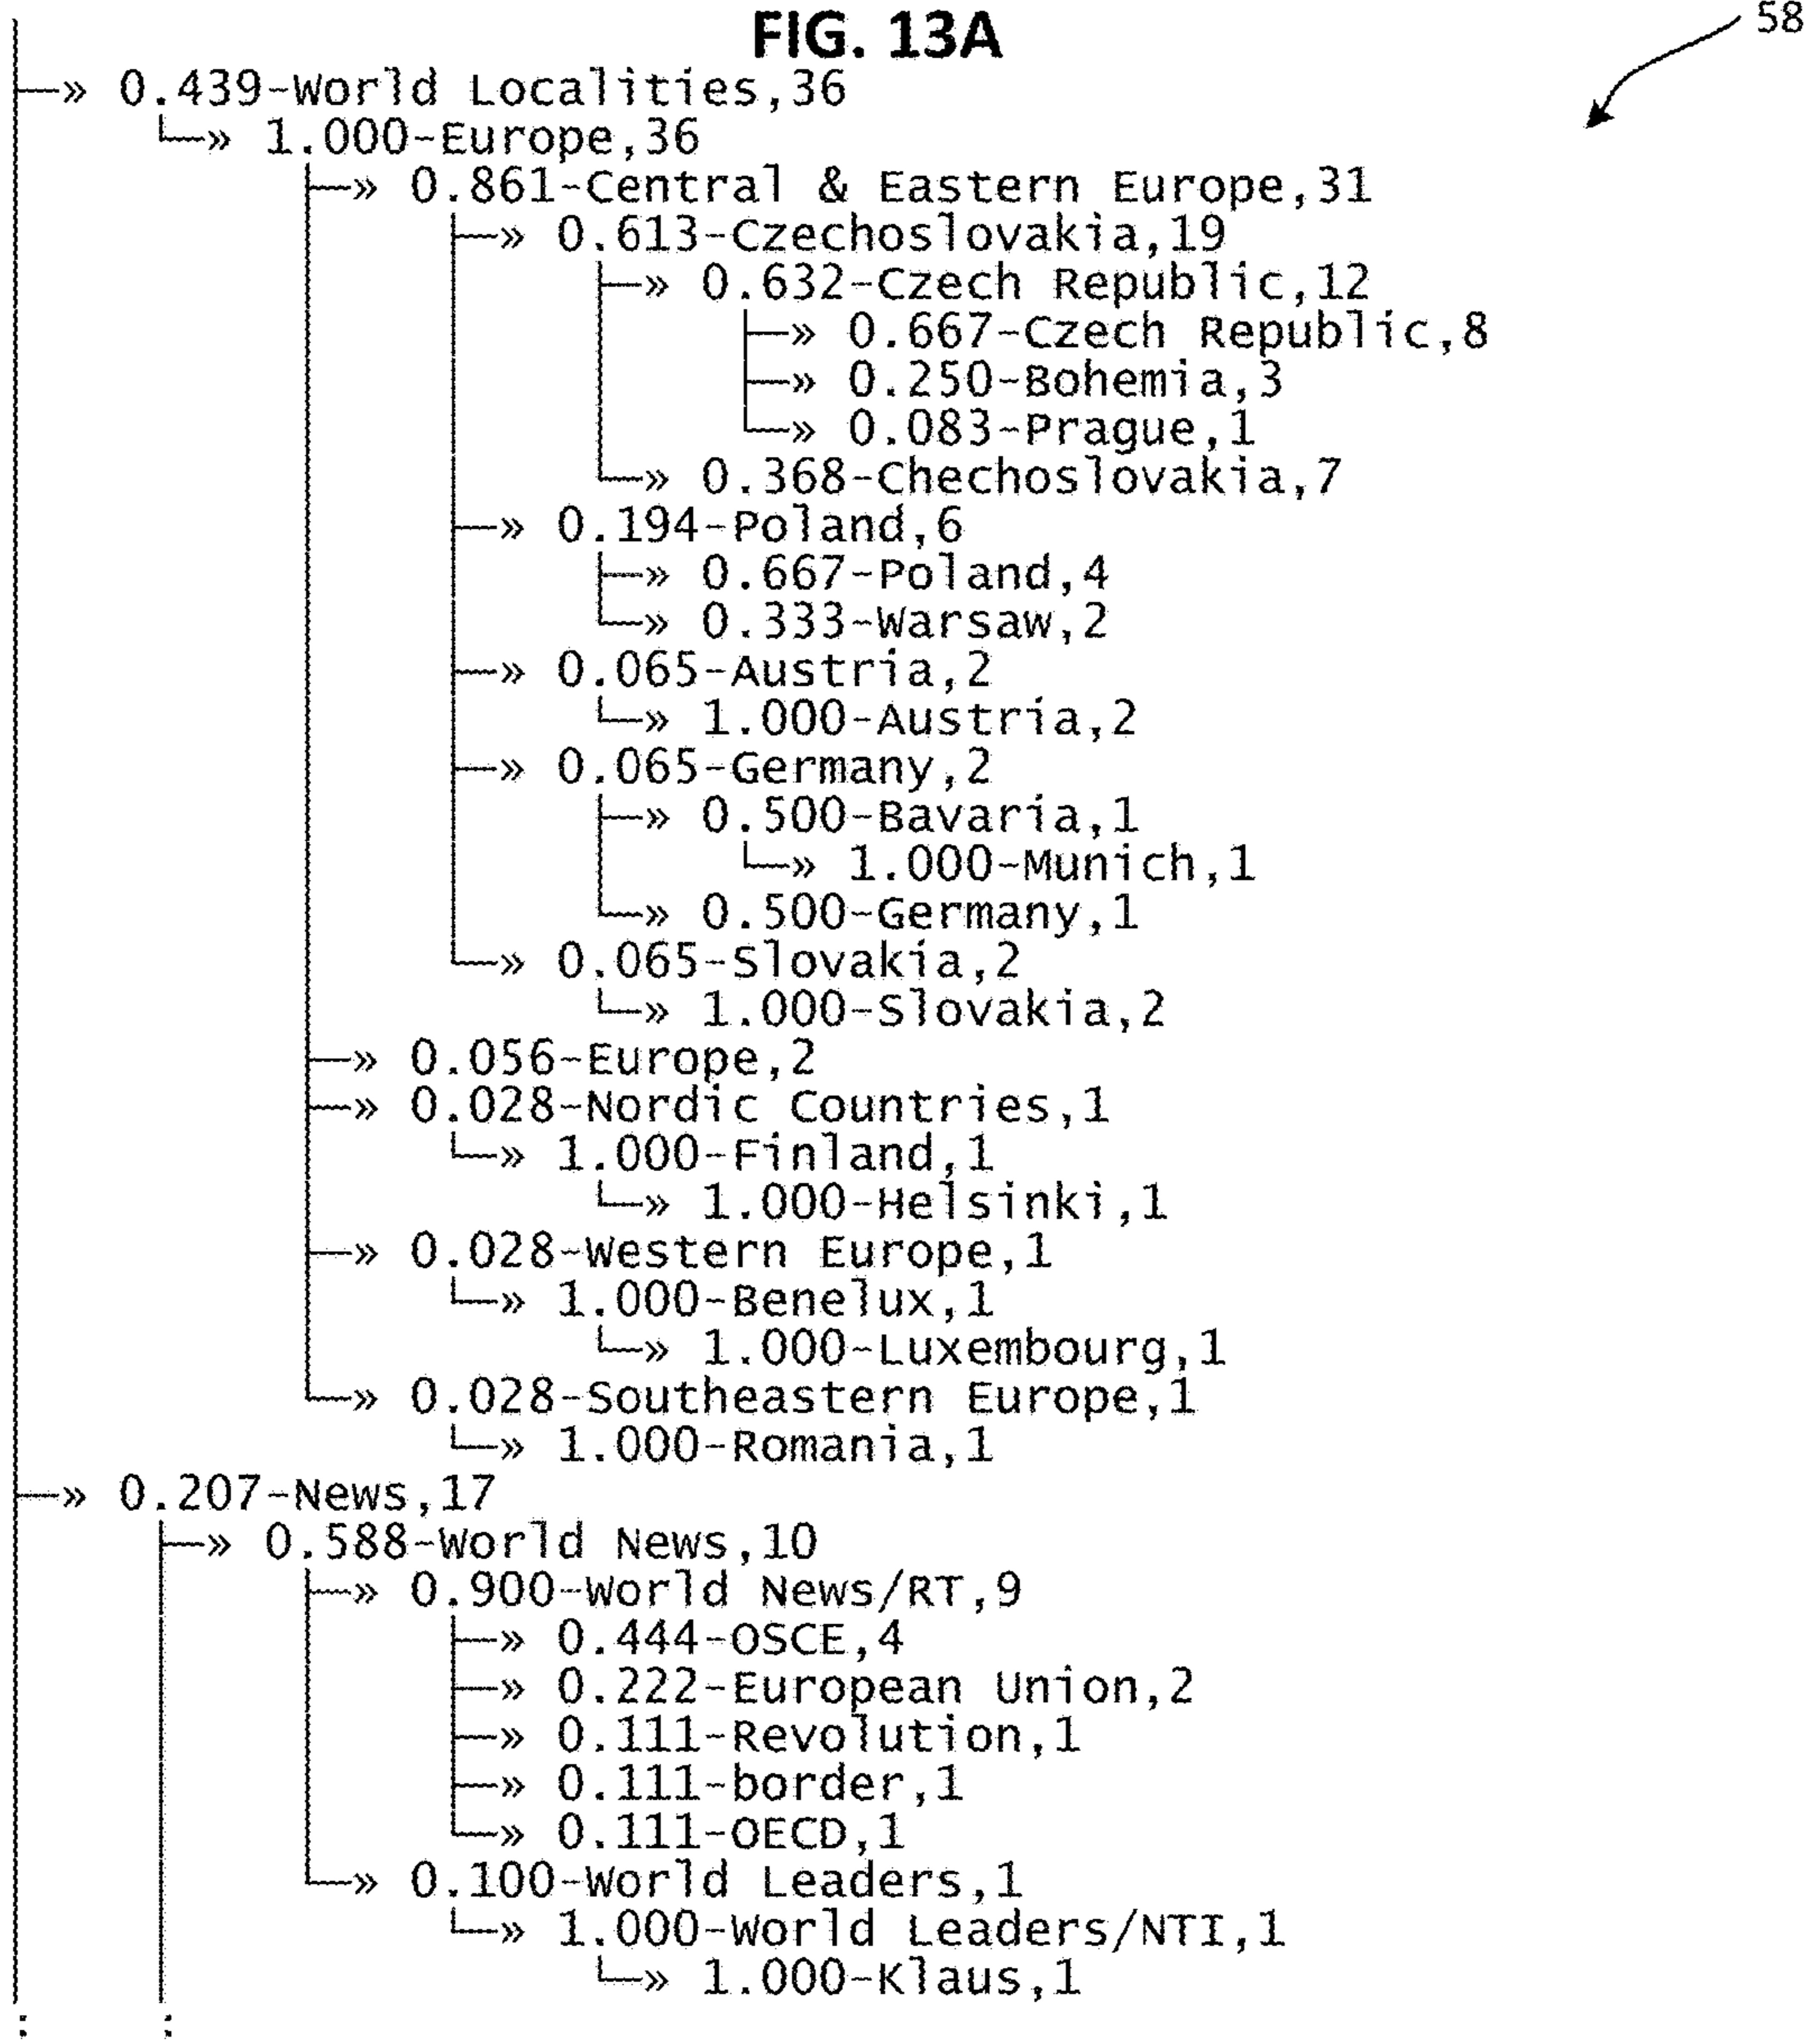 FIG. 13A
58
0.439-World Localities,36
1.000-Europe,36
0.861-Central & Eastern Europe,31
0.613-Czechoslovakia,19
0.632-Czech Republic,12
0.667-Czech Republic,8
0.250-Bohemia,3
0.083-Prague,1
0.368-Chechoslovakia,7
0.194-Poland,6
0.667-Poland,4
0.333-Warsaw,2
0.065-Austria,2
1.000-Austria,2
0.065-Germany,2
0.500-Bavaria,1
1.000-Munich,1
0.500-Germany,1
0.065-Slovakia,2
1.000-Slovakia,2
0.056-Europe,2
0.028-Nordic Countries,1
1.000-Finland,1
1.000-Helsinki,1
0.028-Western Europe,1
1.000-Benelux,1
1.000-Luxembourg,1
0.028-Southeastern Europe,1
1.000-Romania,1
0.207-News,17
0.588-World News,10
0.900-World News/RT,9
0.444-OSCE,4
0.222-European Union,2
0.111-Revolution,1
0.111-border,1
0.111-OECD,1
0.100-World Leaders,1
1.000-World Leaders/NTI,1
1.000-Klaus,1